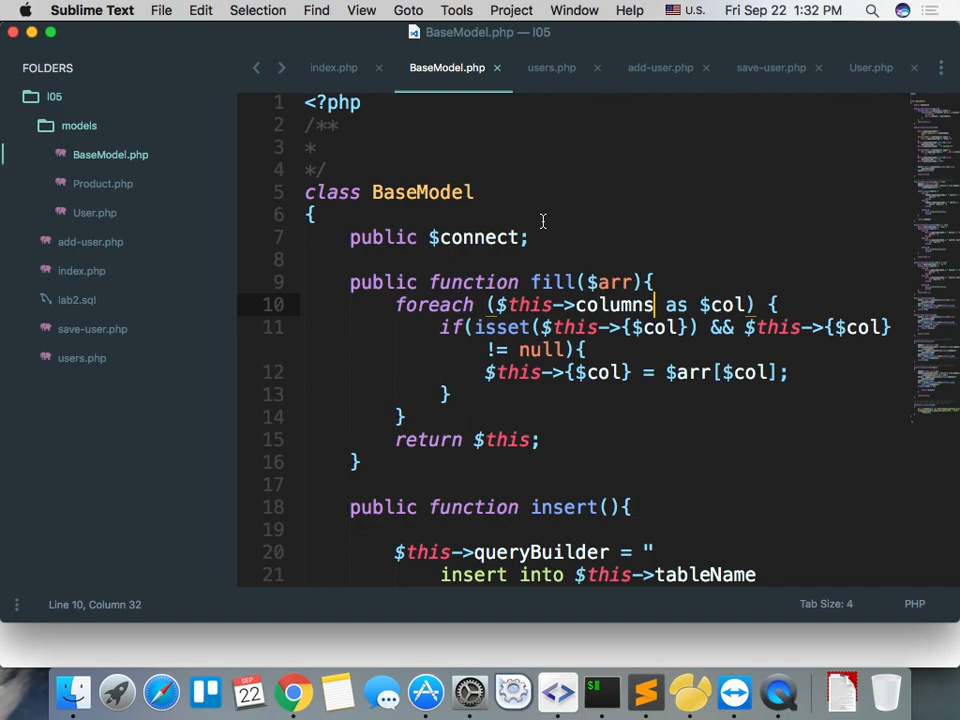 Sublime Text File Edit Selection Find View Goto Tools Project Window Help U.S. Fri Sep 22 1:32 PM
BaseModel.php — l05
FOLDERS
index.php × BaseModel.php × users.php × add-user.php × save-user.php × User.php ×
l05
models
BaseModel.php
Product.php
User.php
add-user.php
index.php
lab2.sql
save-user.php
users.php
1 <?php
2 /**
3 *
4 */
5 class BaseModel
6 {
7 public $connect;
8
9 public function fill($arr){
10 foreach ($this->columns as $col) {
11 if(isset($this->{$col}) && $this->{$col}
!= null){
12 $this->{$col} = $arr[$col];
13 }
14 }
15 return $this;
16 }
17
18 public function insert(){
19
20 $this->queryBuilder = "
21 insert into $this->tableName
Line 10, Column 32 Tab Size: 4 PHP
SEP
22